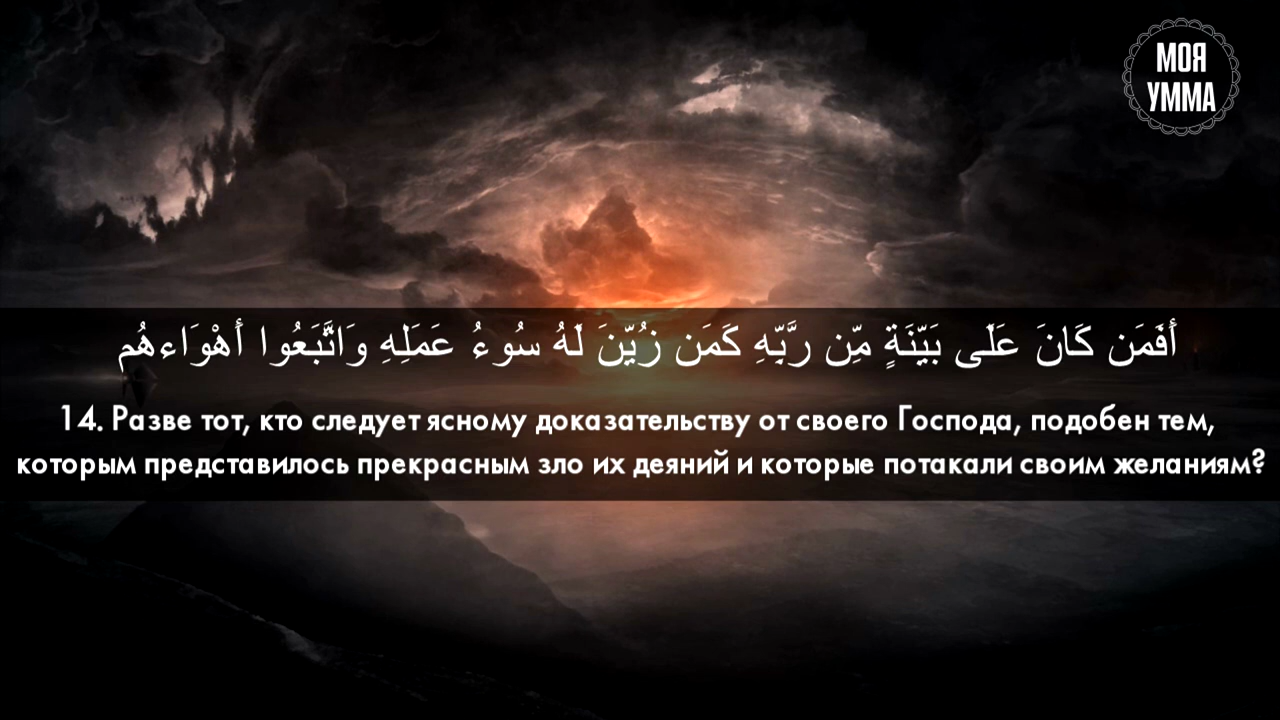 МОЯ
УММА
أَفَمَن كَانَ عَلَى بَيِّنَةٍ مِّن رَّبِّهِ كَمَن زُيِّنَ لَهُ سُوءُ عَمَلِهِ وَاتَّبَعُوا أَهْوَاءهُم
14. Разве тот, кто следует ясному доказательству от своего Господа, подобен тем,
которым представилось прекрасным зло их деяний и которые потакали своим желаниям?